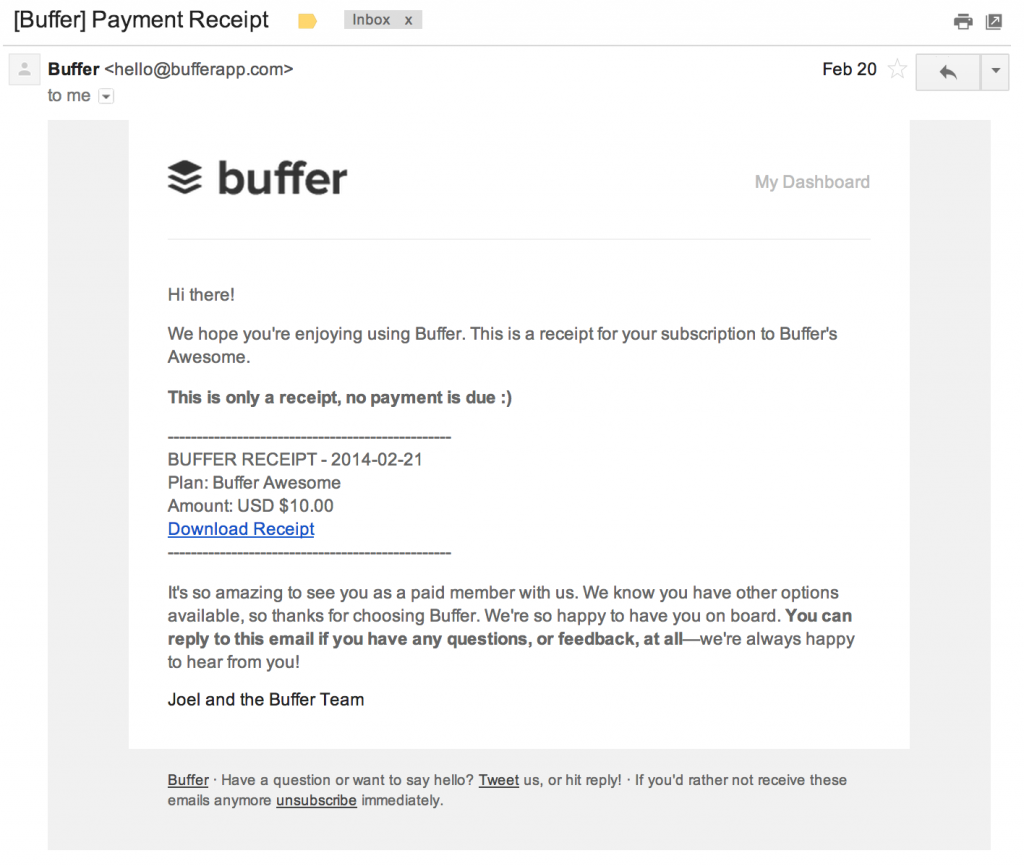 [Buffer] Payment Receipt Inbox x
Buffer <hello@bufferapp.com> Feb 20
to me
buffer My Dashboard
Hi there!
We hope you're enjoying using Buffer. This is a receipt for your subscription to Buffer's
Awesome.
This is only a receipt, no payment is due :)
-------------------------------------------------
BUFFER RECEIPT - 2014-02-21
Plan: Buffer Awesome
Amount: USD $10.00
Download Receipt
-------------------------------------------------
It's so amazing to see you as a paid member with us. We know you have other options
available, so thanks for choosing Buffer. We're so happy to have you on board. You can
reply to this email if you have any questions, or feedback, at all—we're always happy
to hear from you!
Joel and the Buffer Team
Buffer · Have a question or want to say hello? Tweet us, or hit reply! · If you'd rather not receive these
emails anymore unsubscribe immediately.